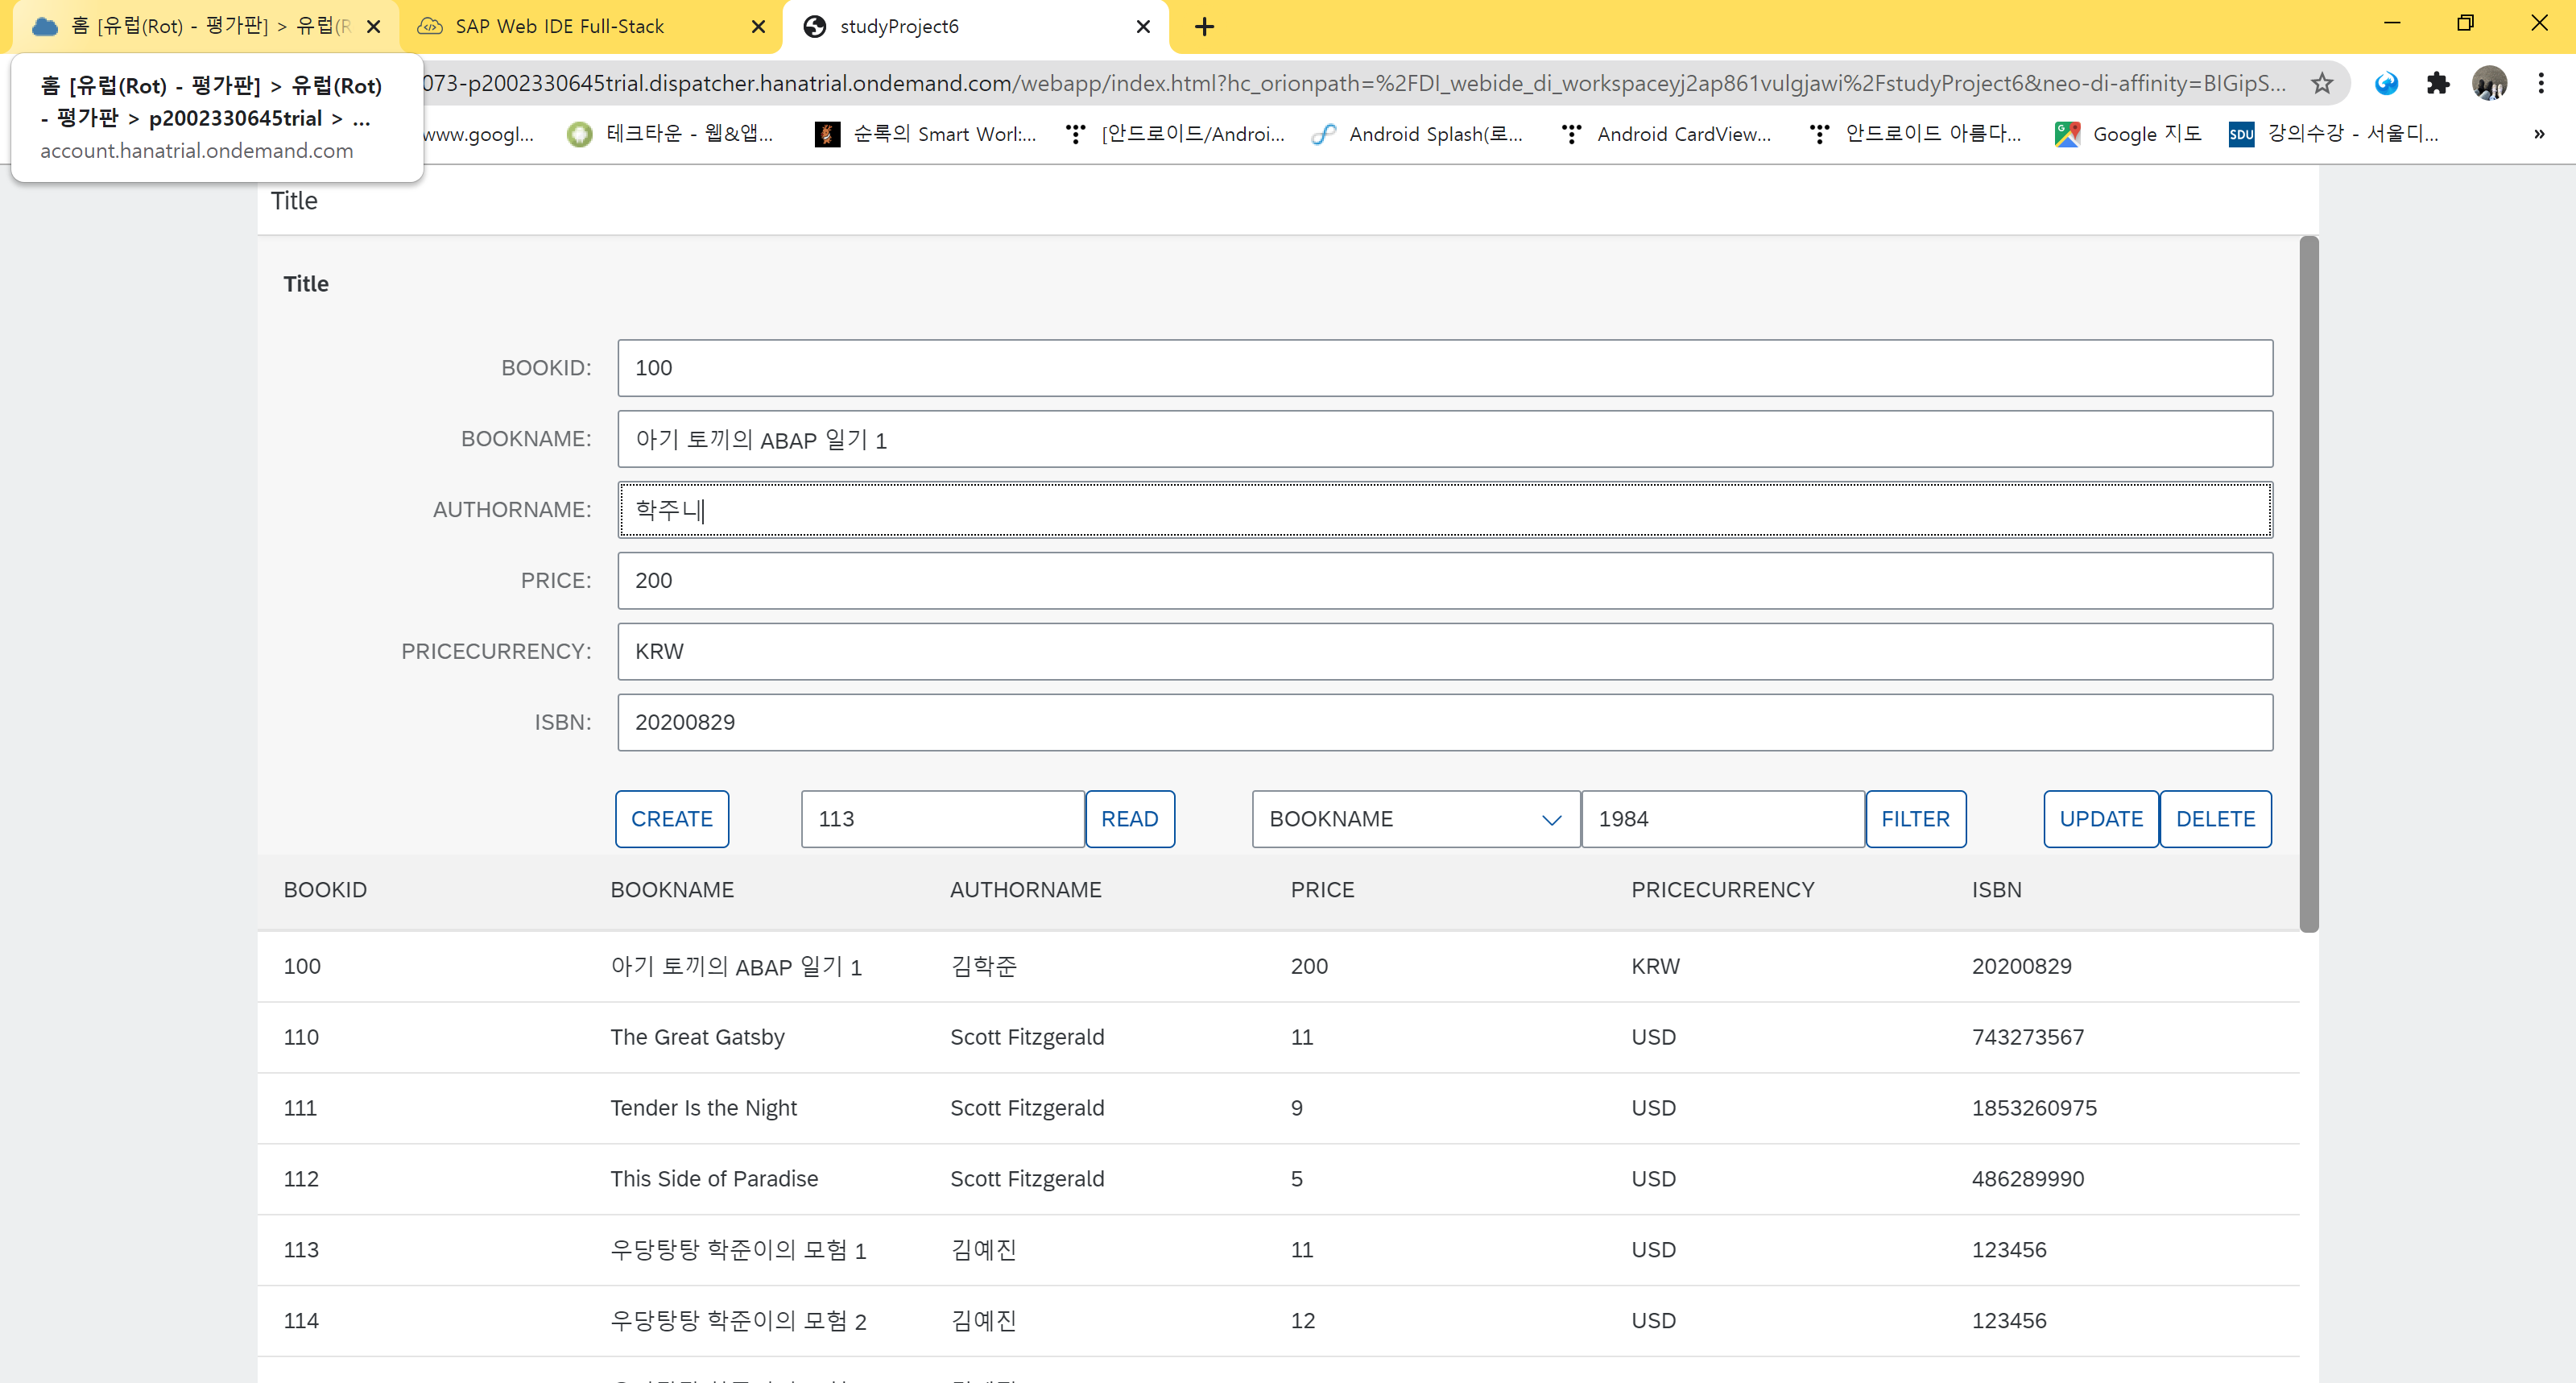 홈 [유럽(Rot) - 평가판] > 유럽(R
SAP Web IDE Full-Stack
studyProject6
홈 [유럽(Rot) - 평가판] > 유럽(Rot)
- 평가판 > p2002330645trial > ...
account.hanatrial.ondemand.com
073-p2002330645trial.dispatcher.hanatrial.ondemand.com/webapp/index.html?hc_orionpath=%2FDI_webide_di_workspaceyj2ap861vulgjawi%2FstudyProject6&neo-di-affinity=BIGipS...
www.googl... 테크타운 - 웹&앱... 순록의 Smart Worl:... [안드로이드/Androi... Android Splash(로... Android CardView... 안드로이드 아름다... Google 지도 SDU 강의수강 - 서울디... »
Title
Title
BOOKID: 100
BOOKNAME: 아기 토끼의 ABAP 일기 1
AUTHORNAME: 학주니
PRICE: 200
PRICECURRENCY: KRW
ISBN: 20200829
CREATE 113 READ BOOKNAME 1984 FILTER UPDATE DELETE
BOOKID BOOKNAME AUTHORNAME PRICE PRICECURRENCY ISBN
100 아기 토끼의 ABAP 일기 1 김학준 200 KRW 20200829
110 The Great Gatsby Scott Fitzgerald 11 USD 743273567
111 Tender Is the Night Scott Fitzgerald 9 USD 1853260975
112 This Side of Paradise Scott Fitzgerald 5 USD 486289990
113 우당탕탕 학준이의 모험 1 김예진 11 USD 123456
114 우당탕탕 학준이의 모험 2 김예진 12 USD 123456